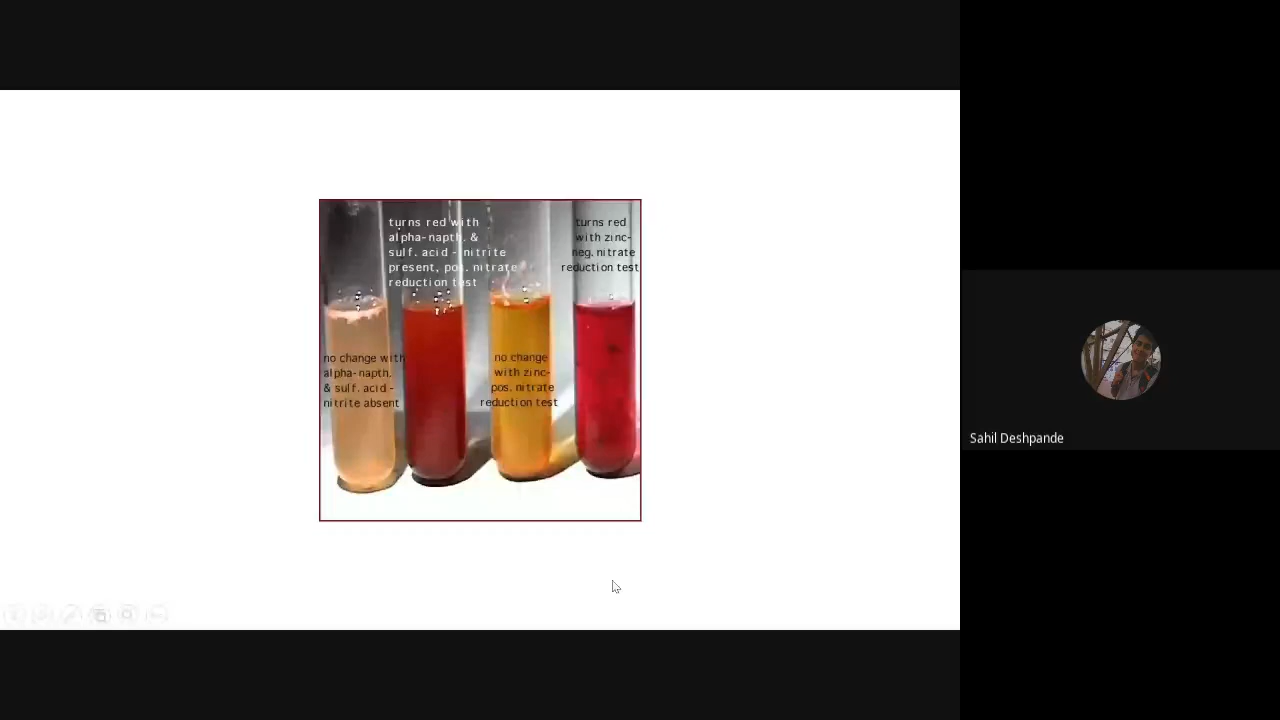 turns red with
alpha-napth. &
sulf. acid - nitrite
present, pos. nitrate
reduction test
turns red
with zinc-
neg. nitrate
reduction test
no change with
alpha-napth.
& sulf. acid -
nitrite absent
no change
with zinc-
pos. nitrate
reduction test
Sahil Deshpande